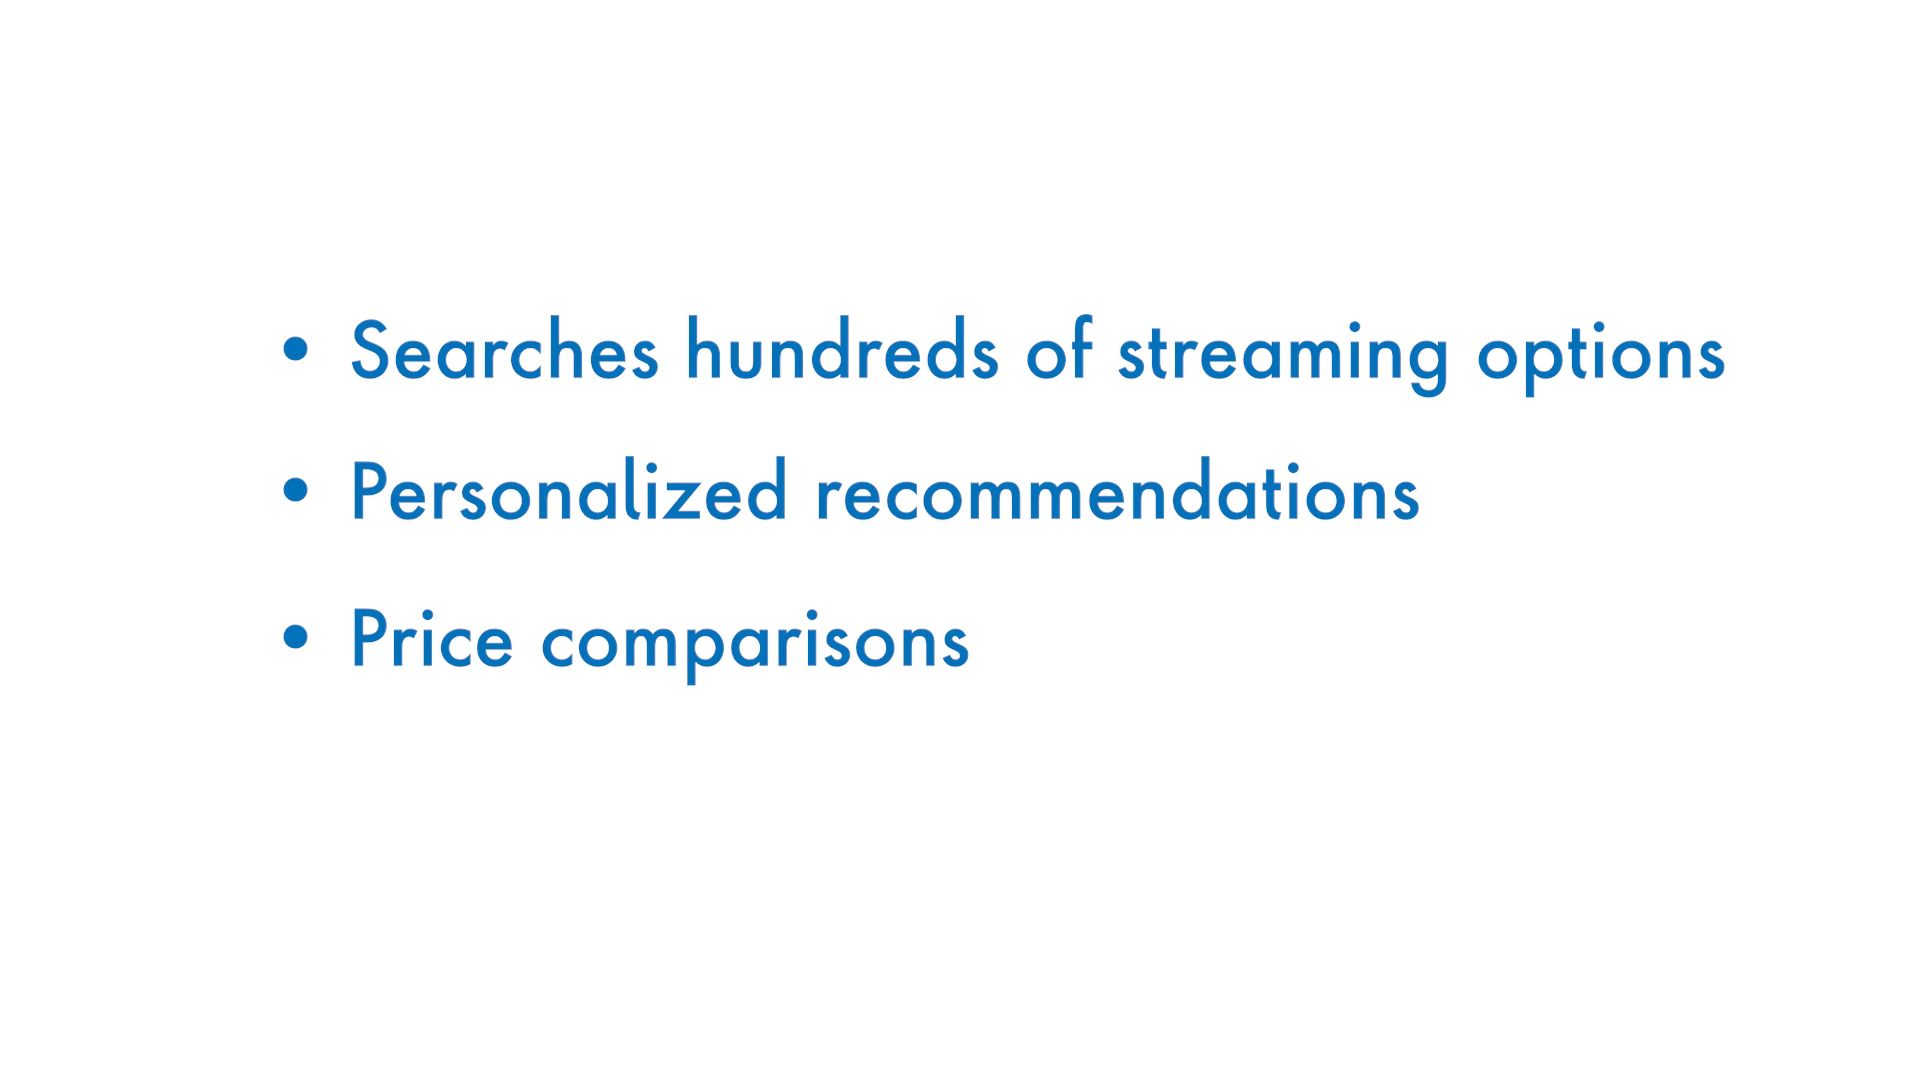 • Searches hundreds of streaming options
• Personalized recommendations
• Price comparisons